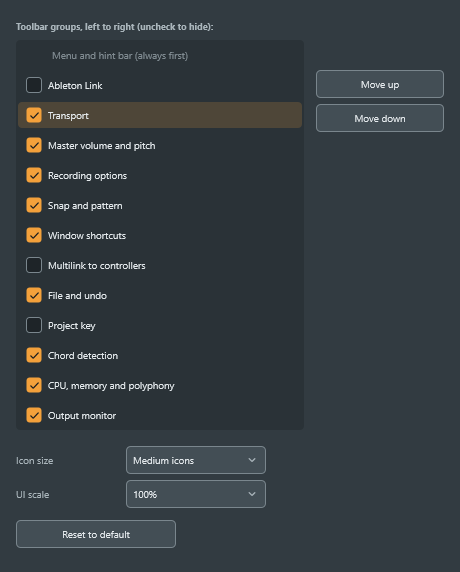 Toolbar groups, left to right (uncheck to hide):
Menu and hint bar (always first)
Ableton Link
Move up
Transport
Move down
Master volume and pitch
Recording options
Snap and pattern
Window shortcuts
Multilink to controllers
File and undo
Project key
Chord detection
CPU, memory and polyphony
Output monitor
Icon size
Medium icons
UI scale
100%
Reset to default